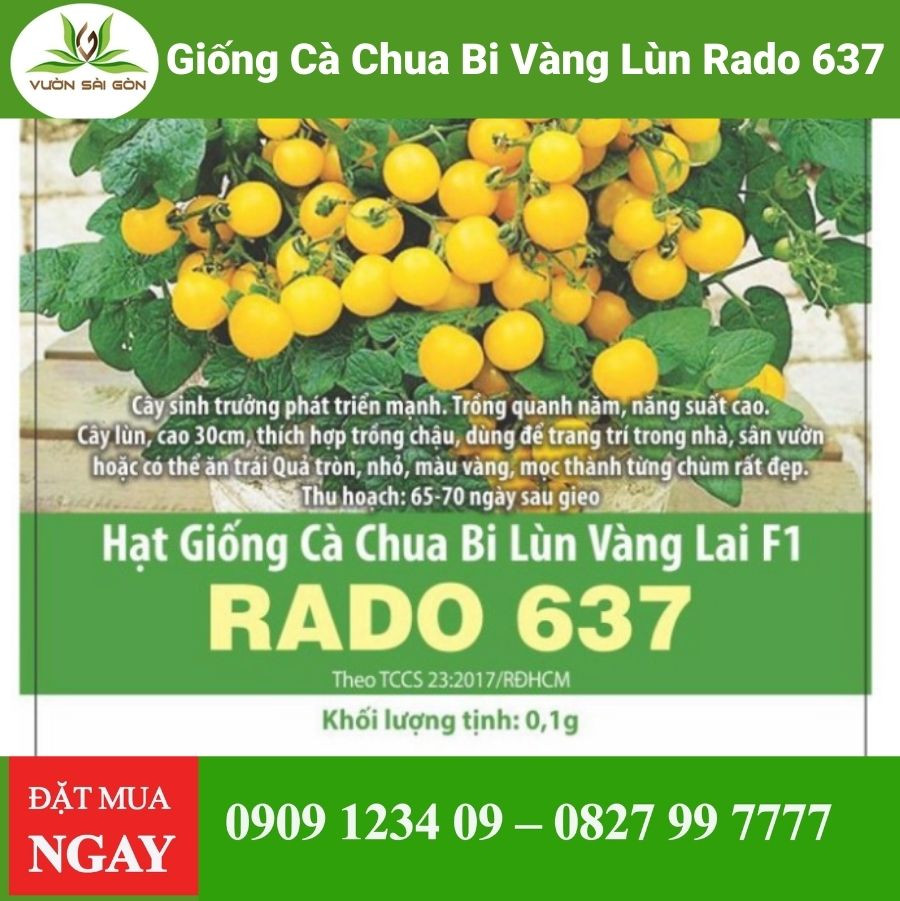 VƯỜN SÀI GÒN
Giống Cà Chua Bi Vàng Lùn Rado 637
Cây sinh trưởng phát triển mạnh. Trồng quanh năm, năng suất cao.
Cây lùn, cao 30cm, thích hợp trồng chậu, dùng để trang trí trong nhà, sân vườn
hoặc có thể ăn trái Quả tròn, nhỏ, màu vàng, mọc thành từng chùm rất đẹp.
Thu hoạch: 65-70 ngày sau gieo
Hạt Giống Cà Chua Bi Lùn Vàng Lai F1
RADO 637
Theo TCCS 23:2017/RĐHCM
Khối lượng tịnh: 0,1g
ĐẶT MUA
NGAY
0909 1234 09 – 0827 99 7777